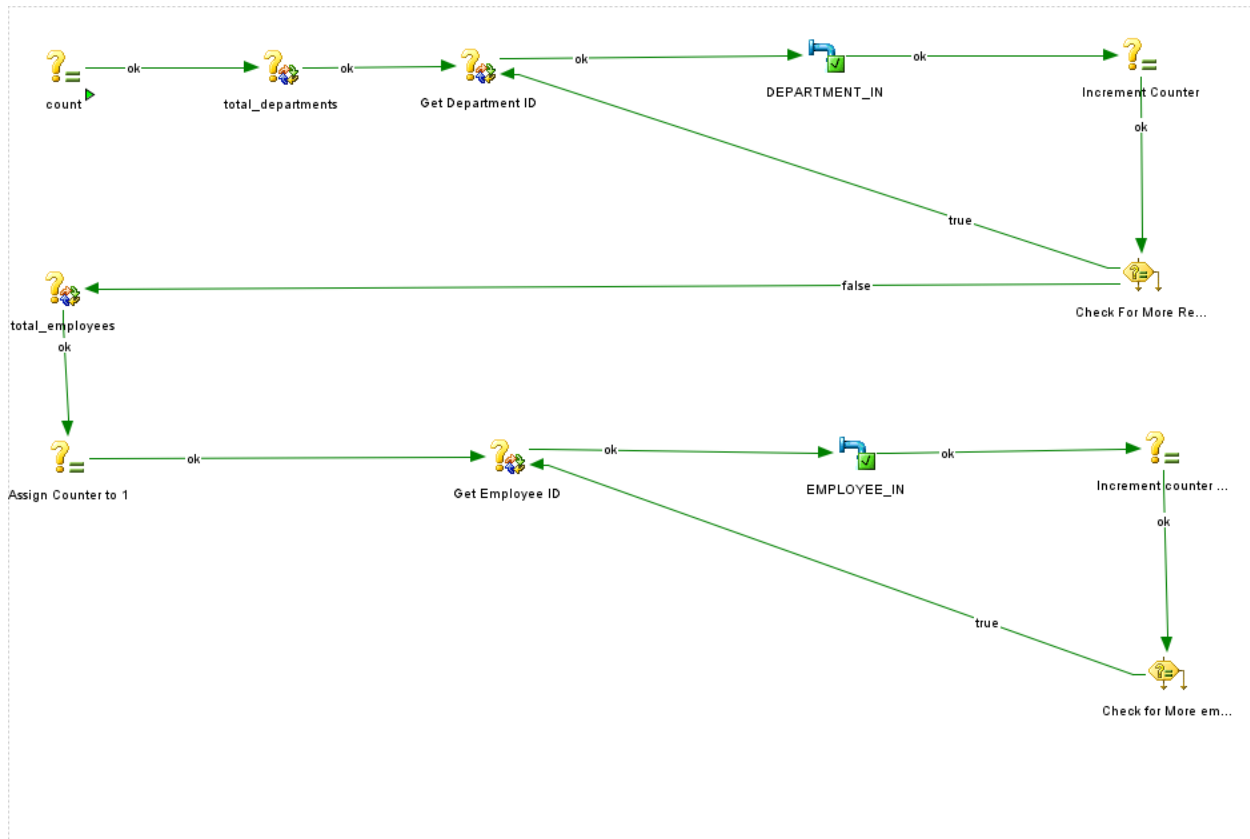 ok
ok
ok
ok
count
total_departments
Get Department ID
DEPARTMENT_IN
Increment Counter
ok
true
false
total_employees
Check For More Re...
ok
ok
ok
ok
Assign Counter to 1
Get Employee ID
EMPLOYEE_IN
Increment counter ...
ok
true
Check for More em...